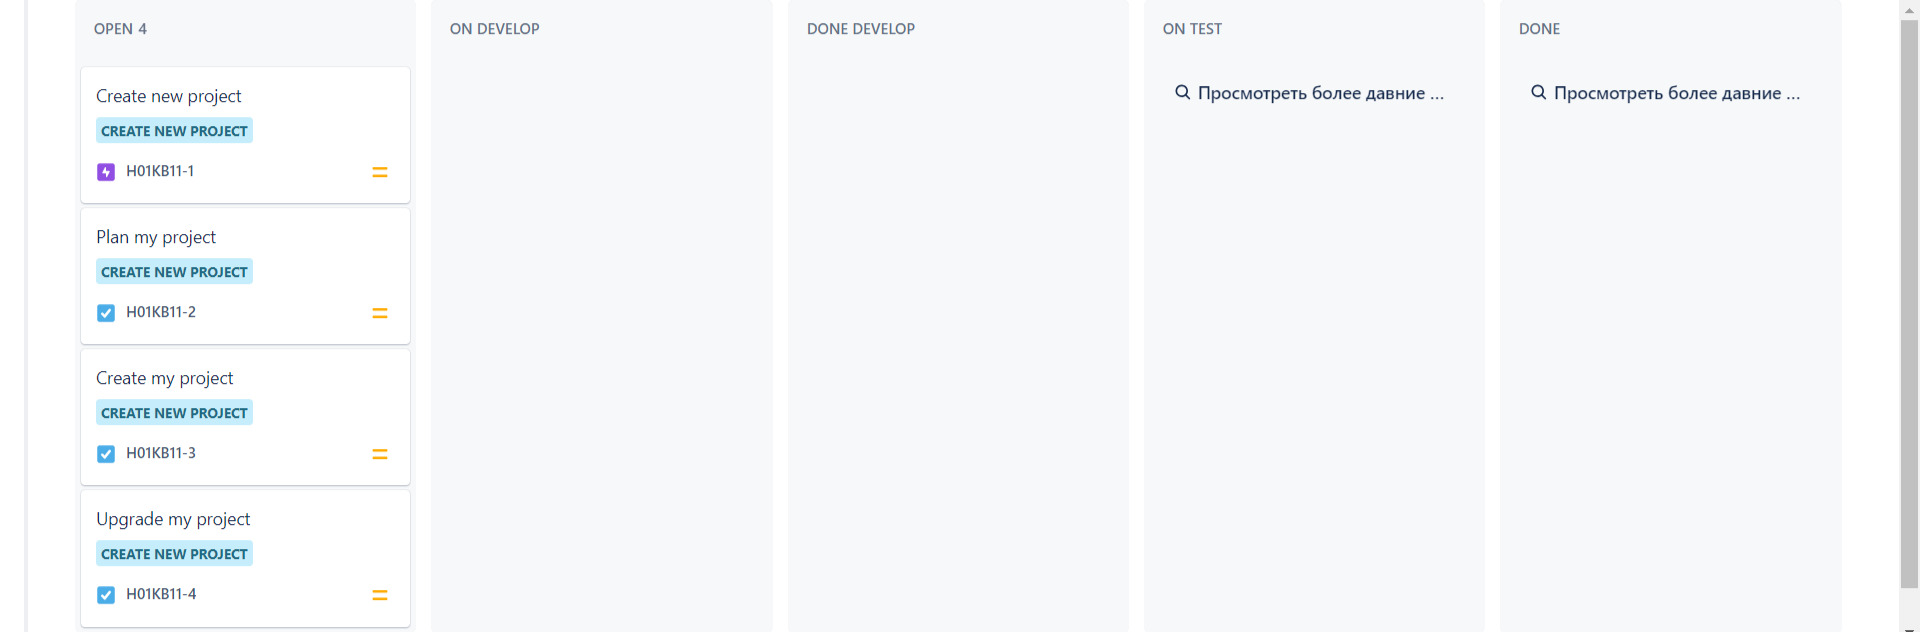 OPEN 4
Create new project
CREATE NEW PROJECT
H01KB11-1
Plan my project
CREATE NEW PROJECT
H01KB11-2
Create my project
CREATE NEW PROJECT
H01KB11-3
Upgrade my project
CREATE NEW PROJECT
H01KB11-4
ON DEVELOP
DONE DEVELOP
ON TEST
Просмотреть более давние ...
DONE
Просмотреть более давние ...